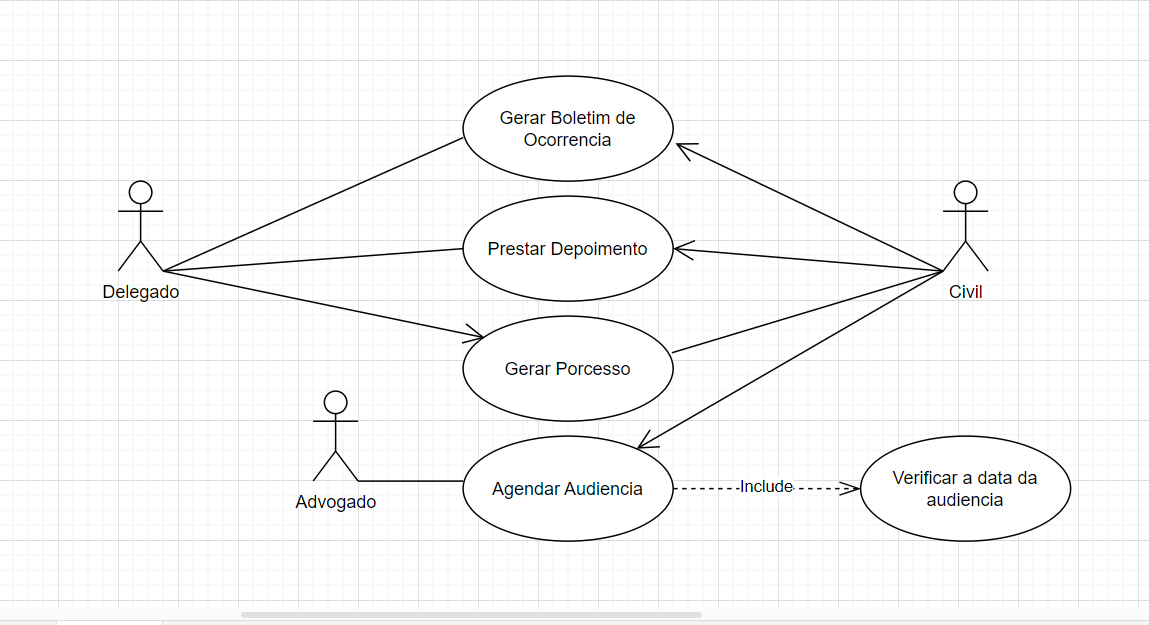 Gerar Boletim de
Ocorrencia
Prestar Depoimento
Delegado
Civil
Gerar Porcesso
Agendar Audiencia
Include
Verificar a data da
audiencia
Advogado